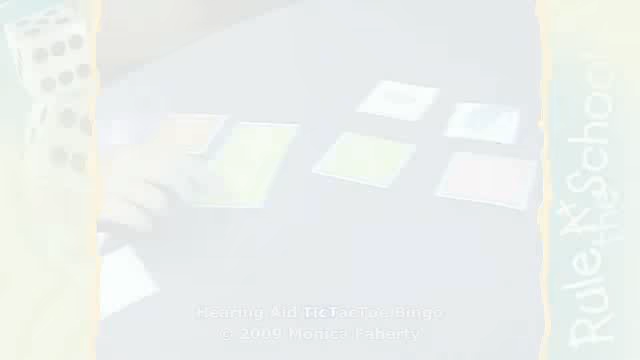 Hearing Aid TicTacToe Bingo
© 2009 Monica Faherty
Rule the School